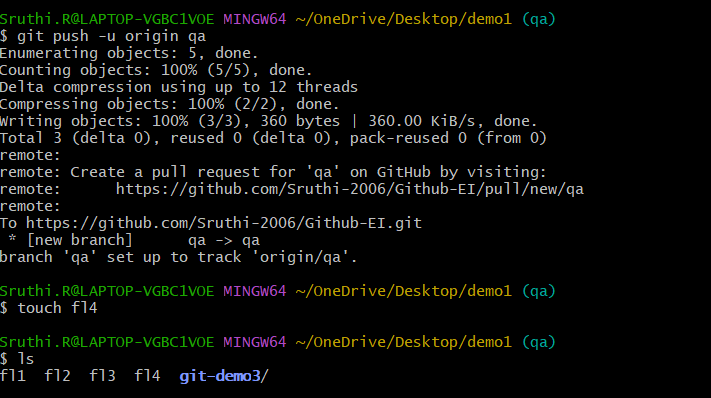 Sruthi.R@LAPTOP-VGBC1VOE MINGW64 ~/OneDrive/Desktop/demo1 (qa)
$ git push -u origin qa
Enumerating objects: 5, done.
Counting objects: 100% (5/5), done.
Delta compression using up to 12 threads
Compressing objects: 100% (2/2), done.
Writing objects: 100% (3/3), 360 bytes | 360.00 KiB/s, done.
Total 3 (delta 0), reused 0 (delta 0), pack-reused 0 (from 0)
remote:
remote: Create a pull request for 'qa' on GitHub by visiting:
remote:      https://github.com/Sruthi-2006/Github-EI/pull/new/qa
remote:
To https://github.com/Sruthi-2006/Github-EI.git
 * [new branch]      qa -> qa
branch 'qa' set up to track 'origin/qa'.
Sruthi.R@LAPTOP-VGBC1VOE MINGW64 ~/OneDrive/Desktop/demo1 (qa)
$ touch fl4
Sruthi.R@LAPTOP-VGBC1VOE MINGW64 ~/OneDrive/Desktop/demo1 (qa)
$ ls
fl1  fl2  fl3  fl4  git-demo3/